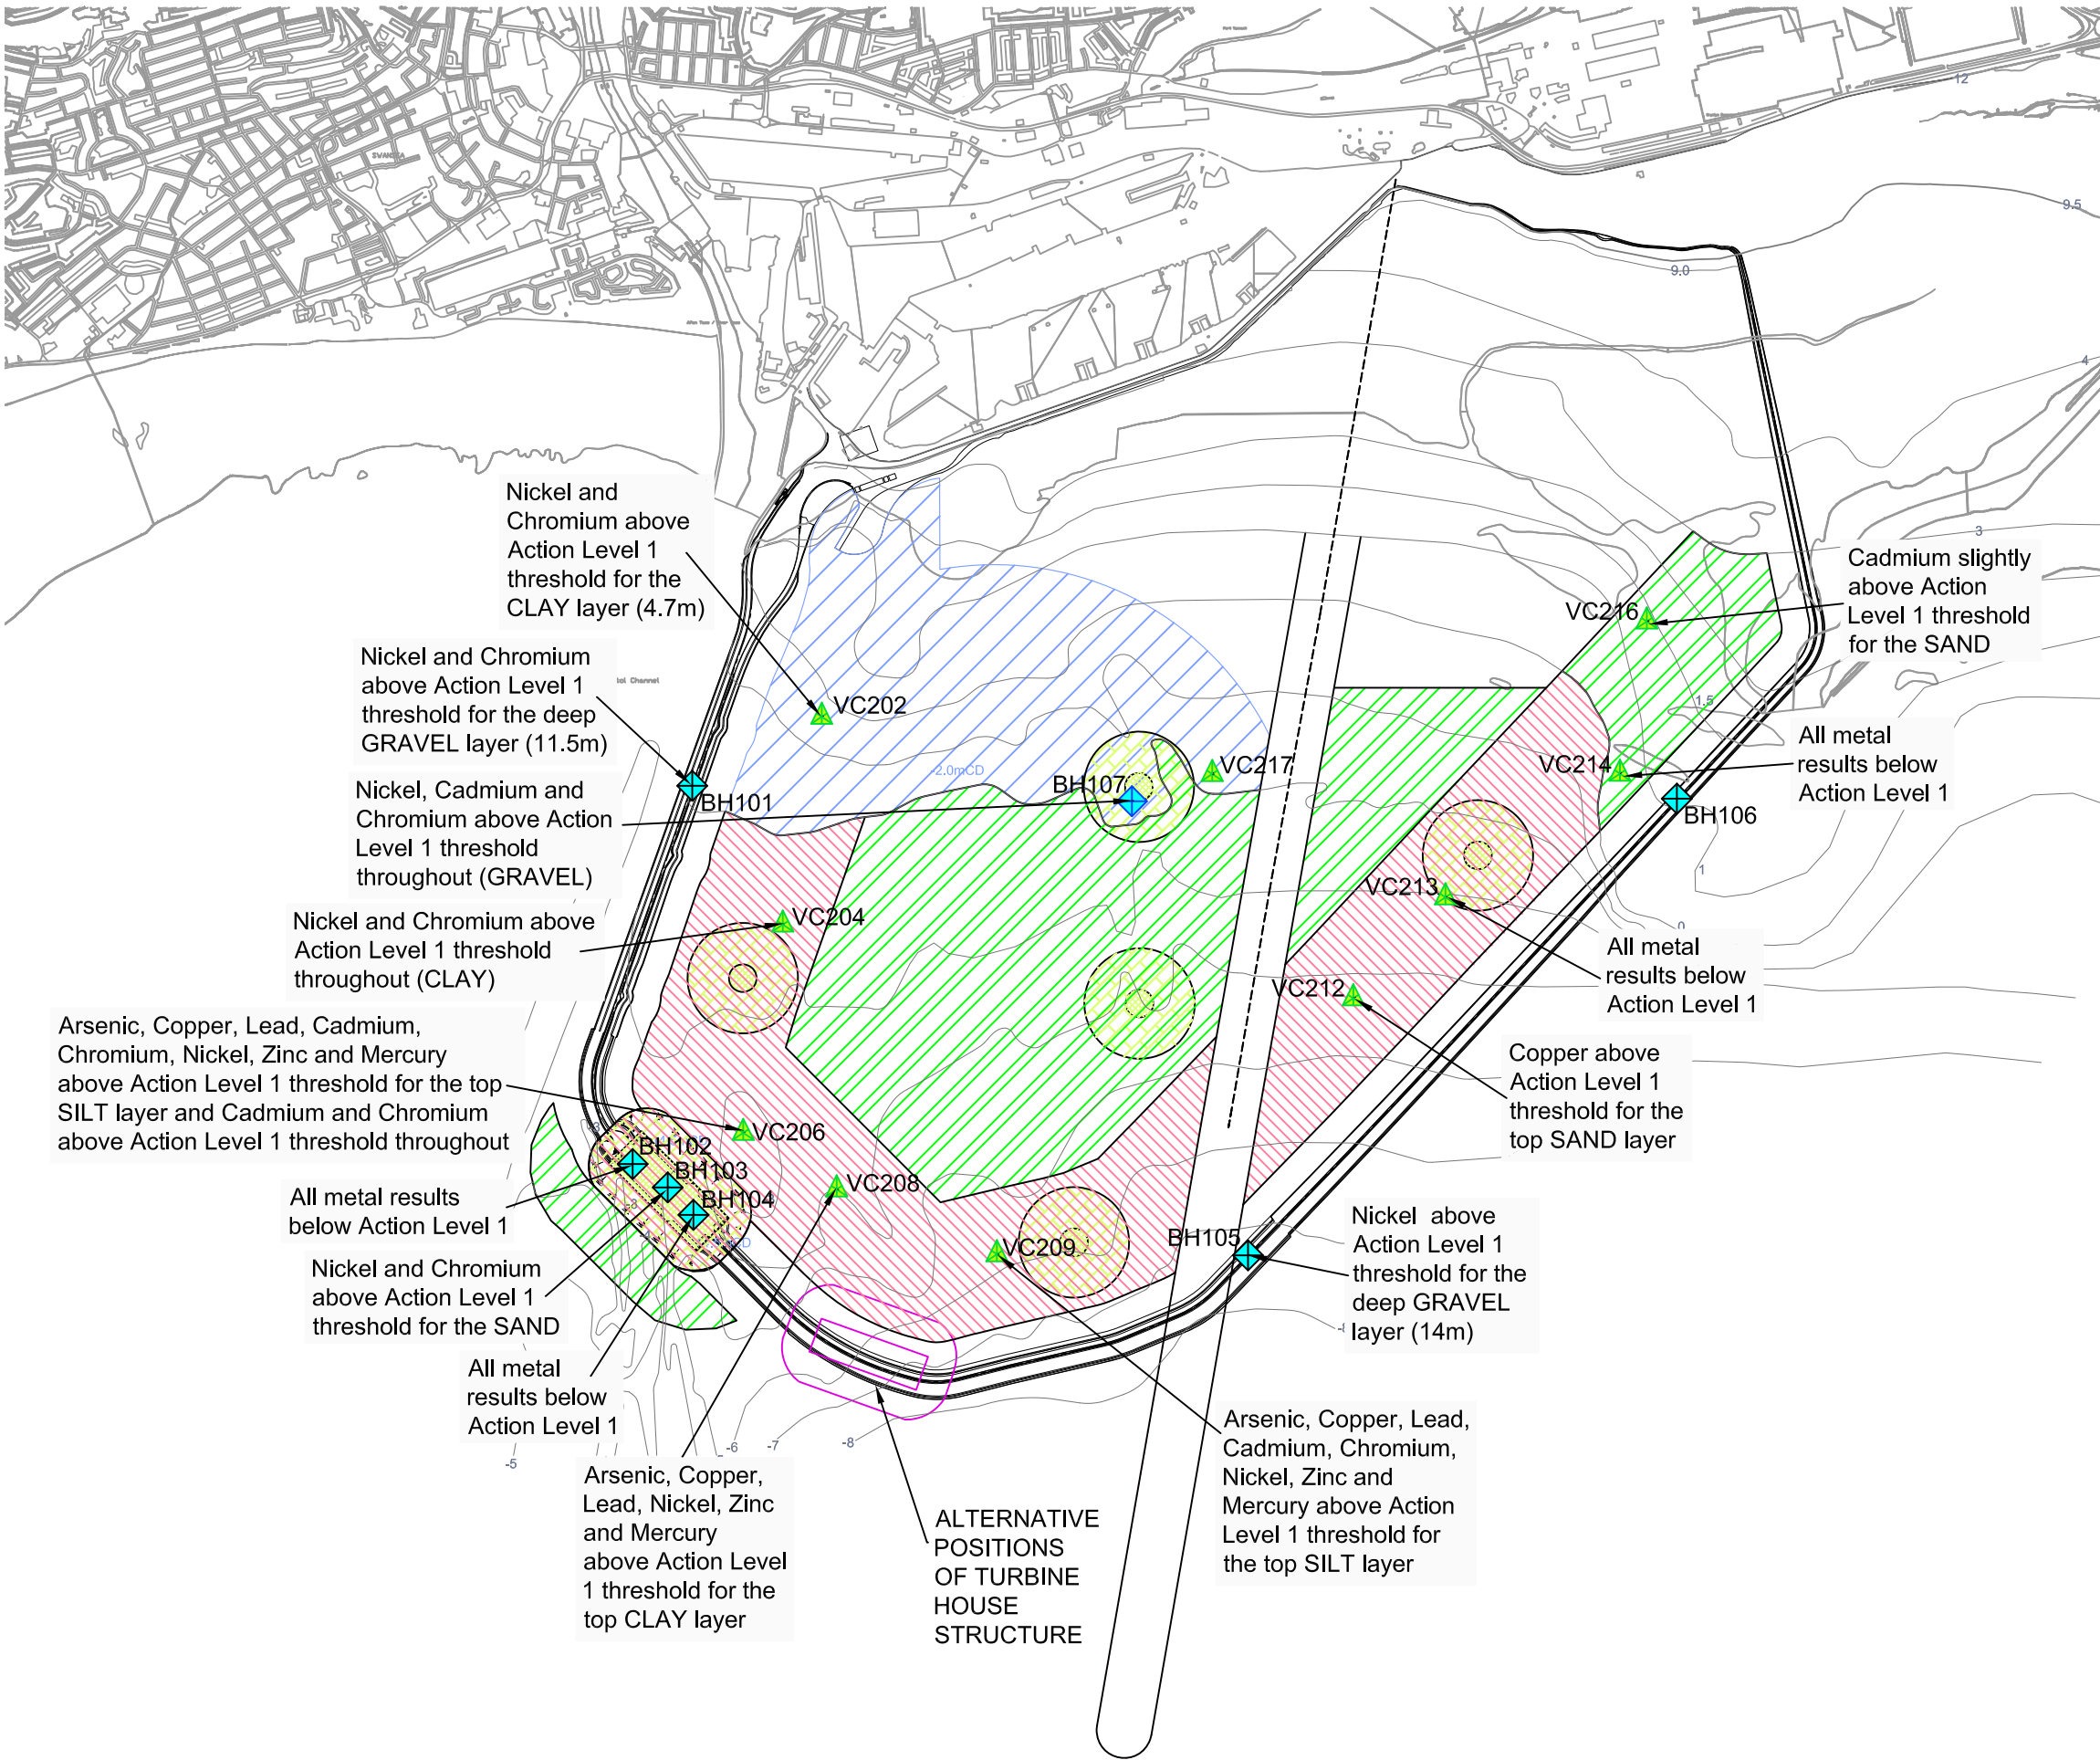 12
SWANSEA
9.5
9.0
4
3
Nickel and
Chromium above
Action Level 1
threshold for the
CLAY layer (4.7m)
Cadmium slightly
above Action
Level 1 threshold
for the SAND
VC216
Nickel and Chromium
above Action Level 1
threshold for the deep
GRAVEL layer (11.5m)
VC202
1.5
All metal
results below
Action Level 1
VC214
VC217
-2.0mCD
BH107
BH101
BH106
Nickel, Cadmium and
Chromium above Action
Level 1 threshold
throughout (GRAVEL)
1
VC213
0
VC204
Nickel and Chromium above
Action Level 1 threshold
throughout (CLAY)
All metal
results below
Action Level 1
VC212
Arsenic, Copper, Lead, Cadmium,
Chromium, Nickel, Zinc and Mercury
above Action Level 1 threshold for the top
SILT layer and Cadmium and Chromium
above Action Level 1 threshold throughout
Copper above
Action Level 1
threshold for the
top SAND layer
VC206
BH102
BH103
BH104
VC208
All metal results
below Action Level 1
VC209
BH105
Nickel above
Action Level 1
threshold for the
deep GRAVEL
layer (14m)
Nickel and Chromium
above Action Level 1
threshold for the SAND
All metal
results below
Action Level 1
-5
-6
-7
-8
Arsenic, Copper,
Lead, Nickel, Zinc
and Mercury
above Action Level
1 threshold for the
top CLAY layer
Arsenic, Copper, Lead,
Cadmium, Chromium,
Nickel, Zinc and
Mercury above Action
Level 1 threshold for
the top SILT layer
ALTERNATIVE
POSITIONS
OF TURBINE
HOUSE
STRUCTURE